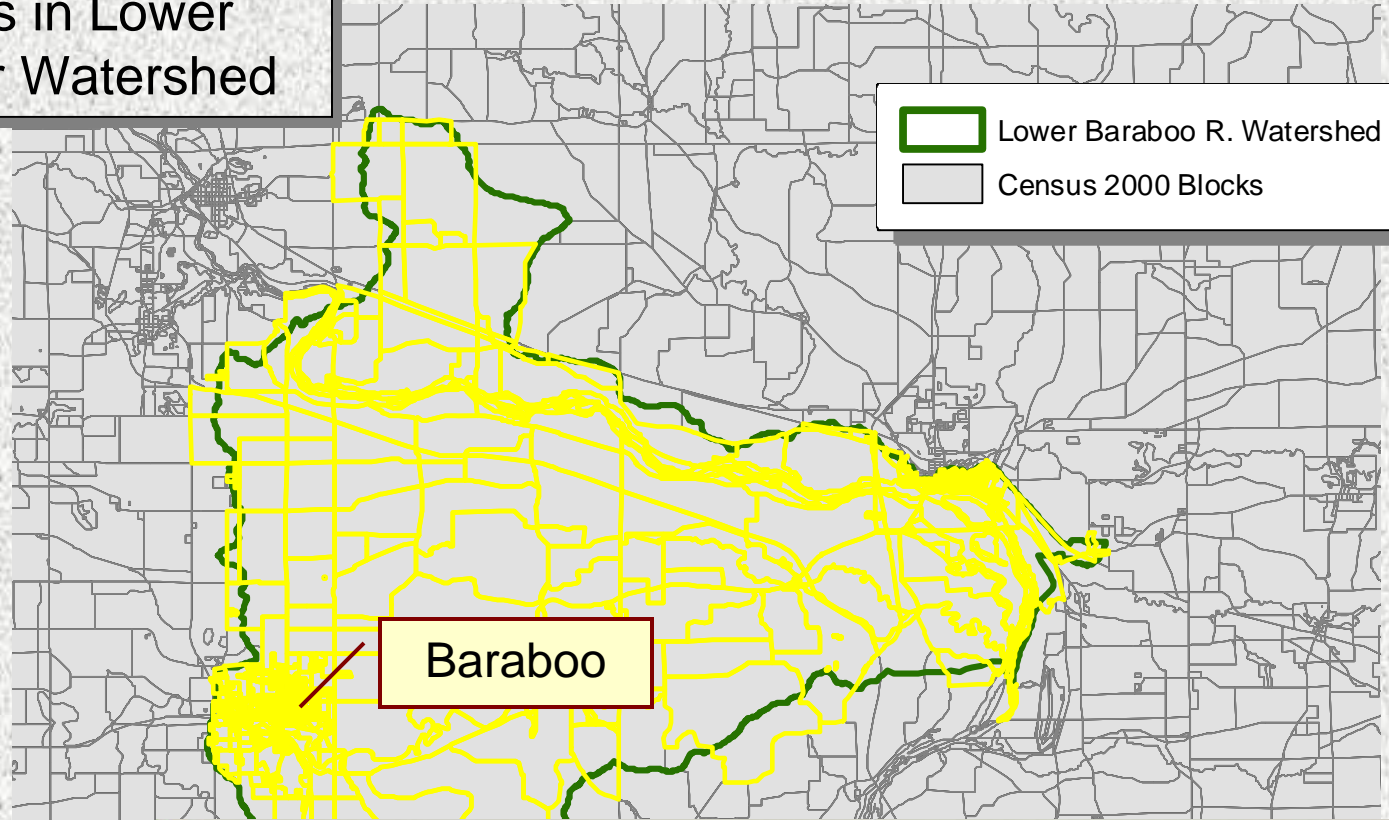 s in Lower
r Watershed
Lower Baraboo R. Watershed
Census 2000 Blocks
Baraboo